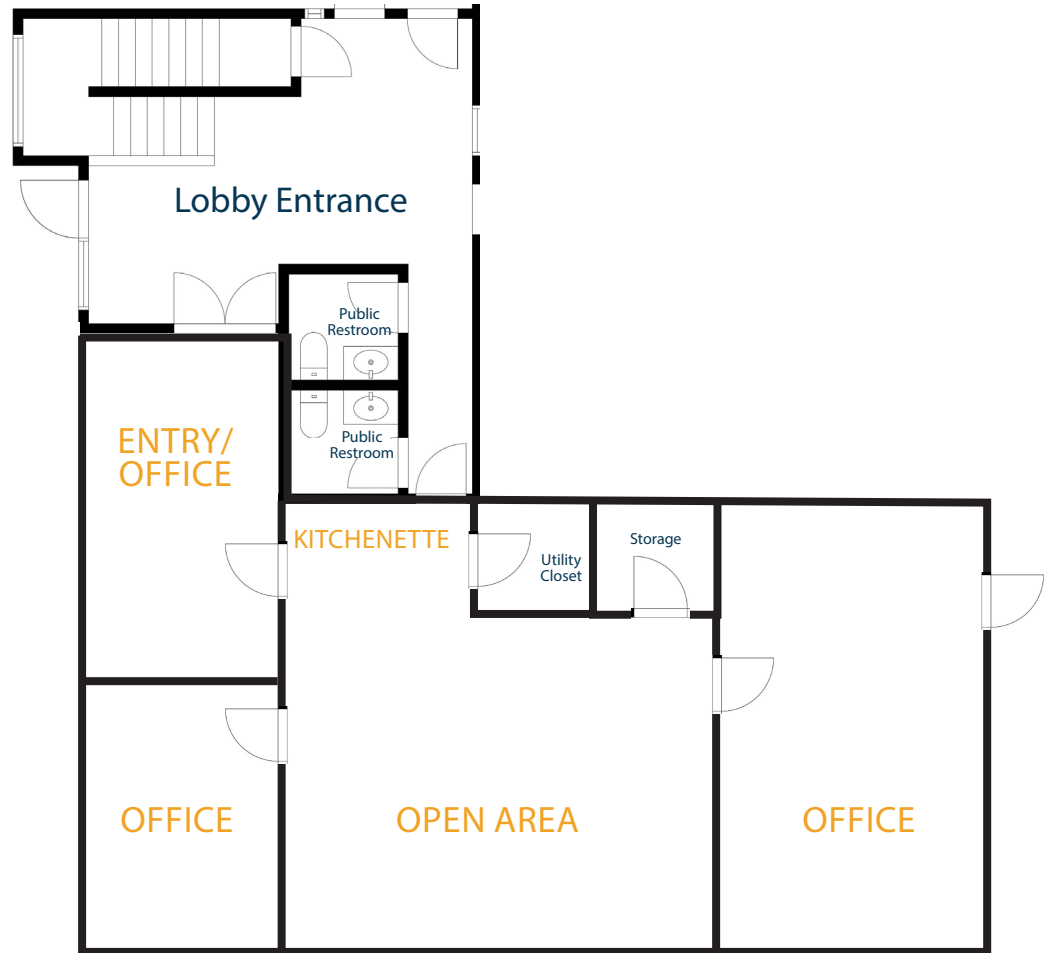 Lobby Entrance
Public
Restroom
Public
Restroom
ENTRY/
OFFICE
KITCHENETTE
Utility
Closet
Storage
OFFICE
OPEN AREA
OFFICE